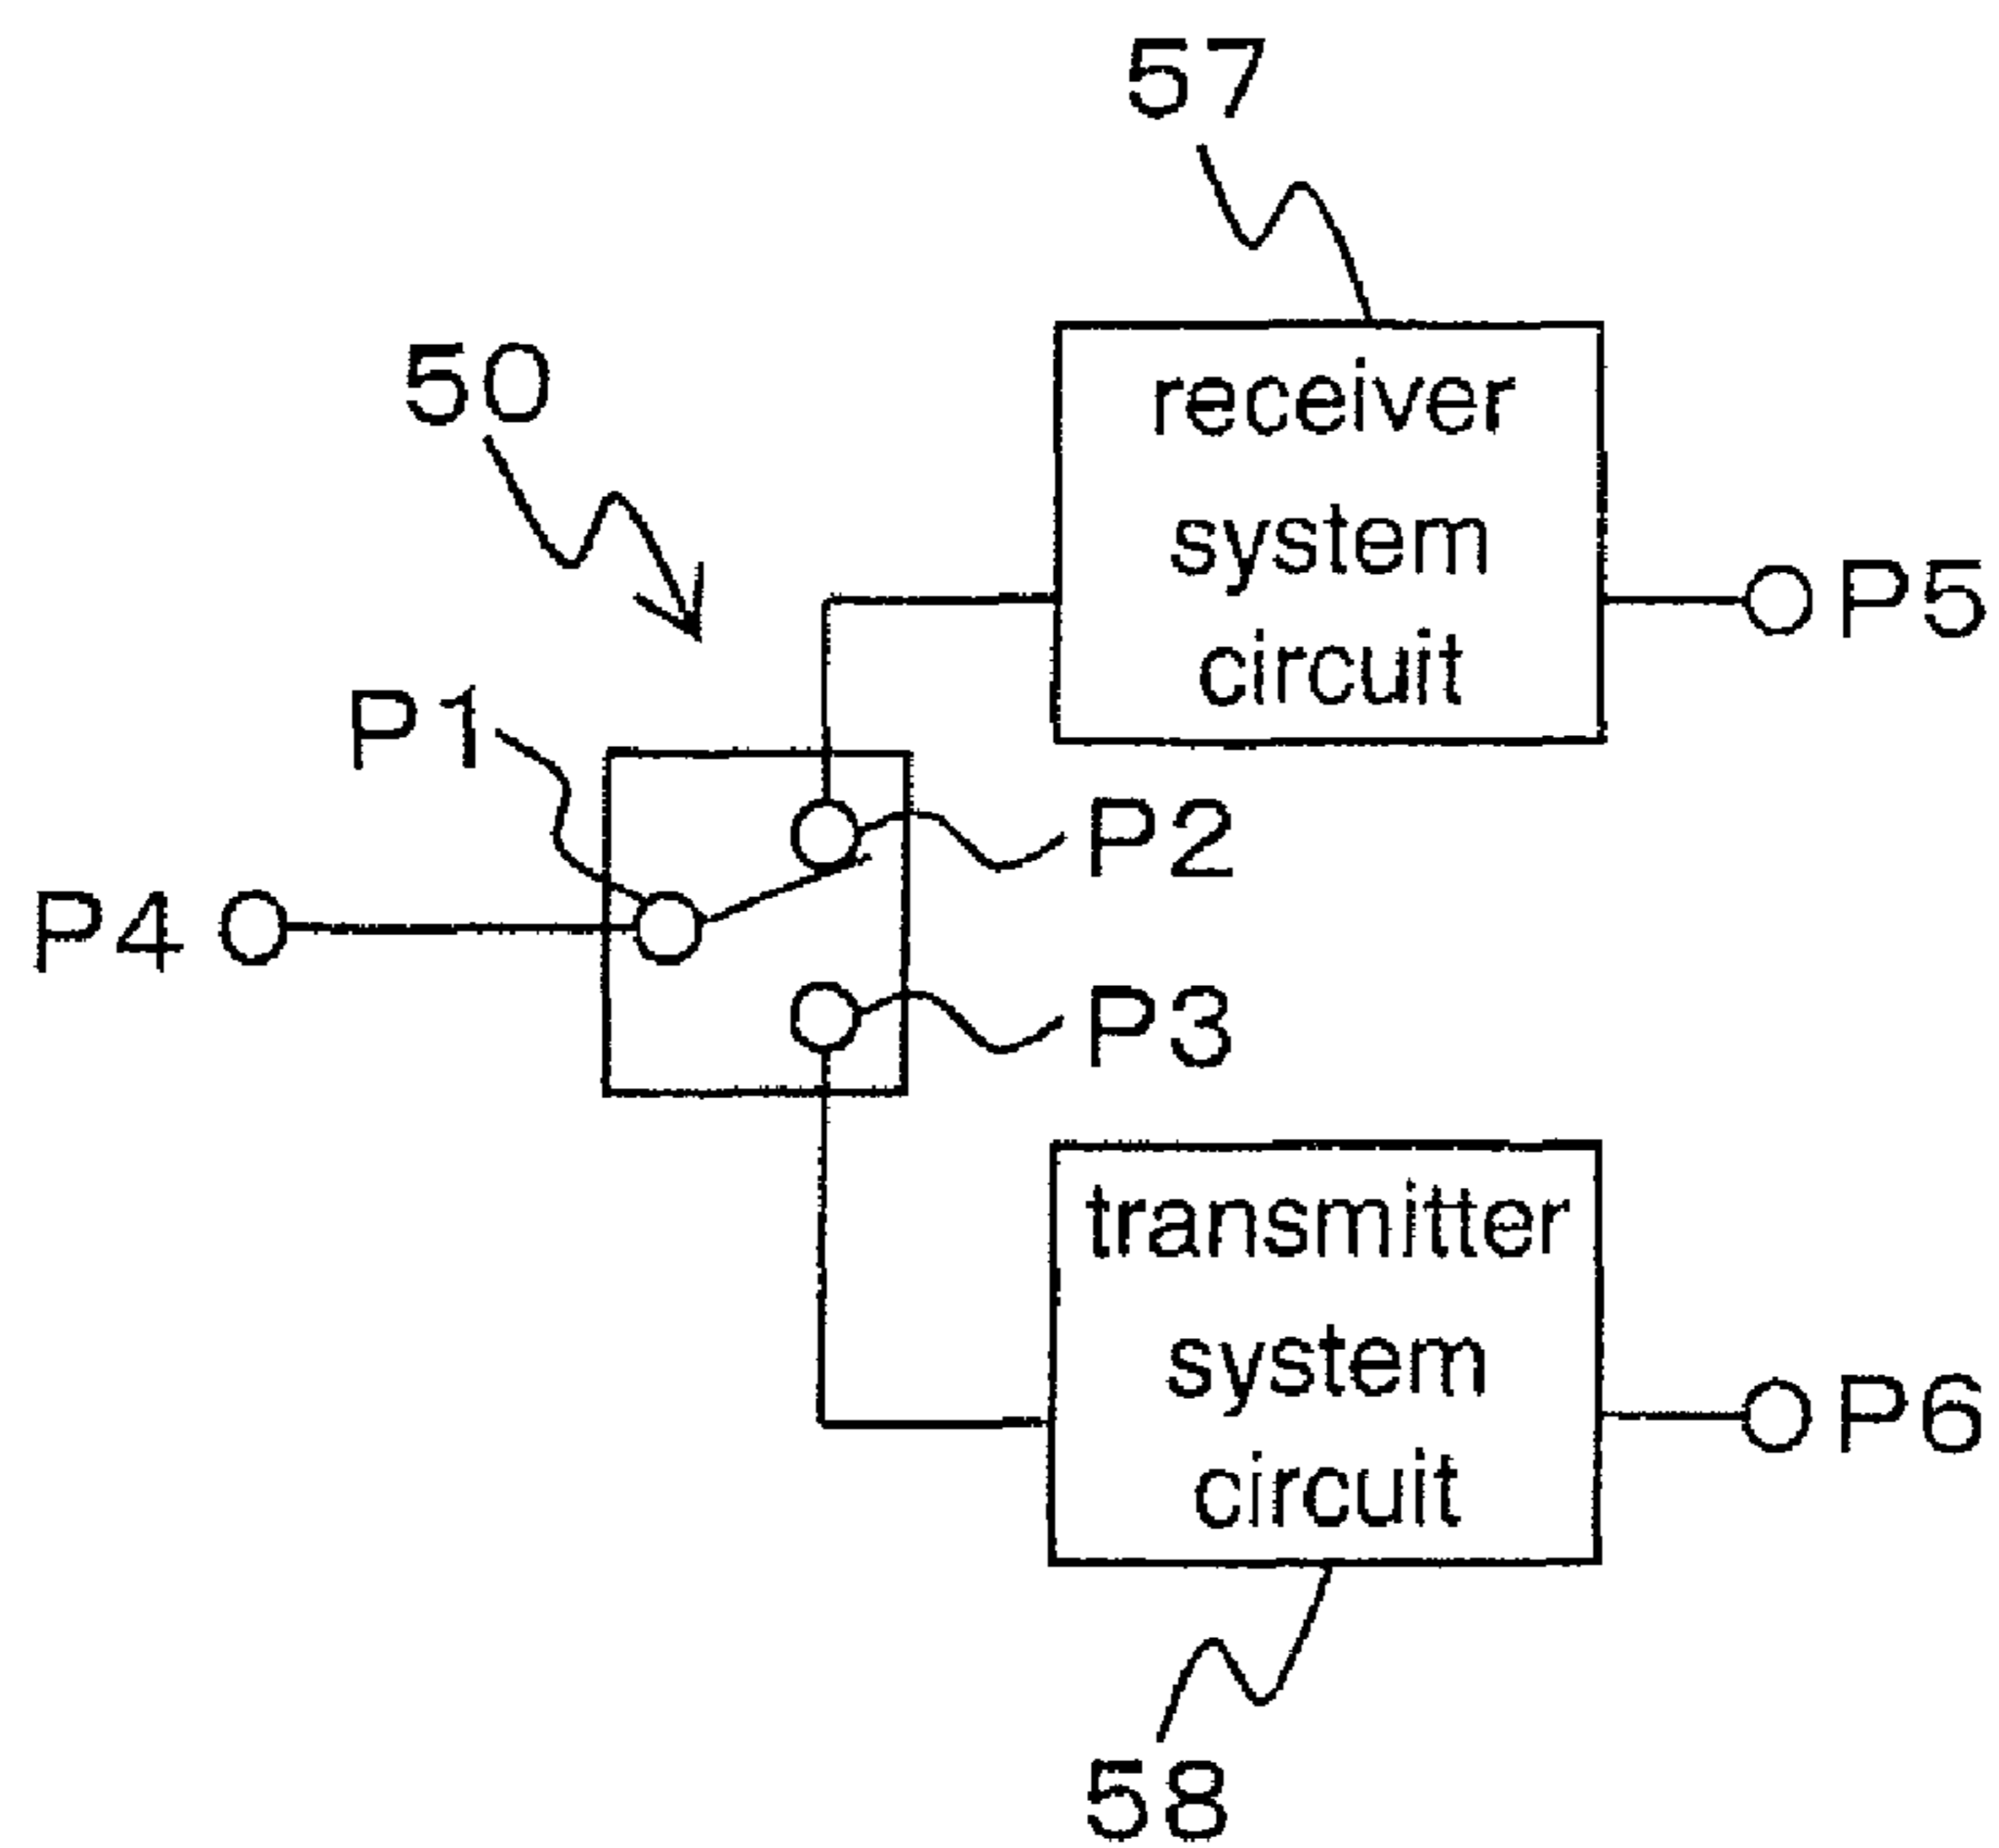 57
receiver
system
circuit
50
P5
P1
P2
P4
P3
transmitter
system
circuit
P6
58